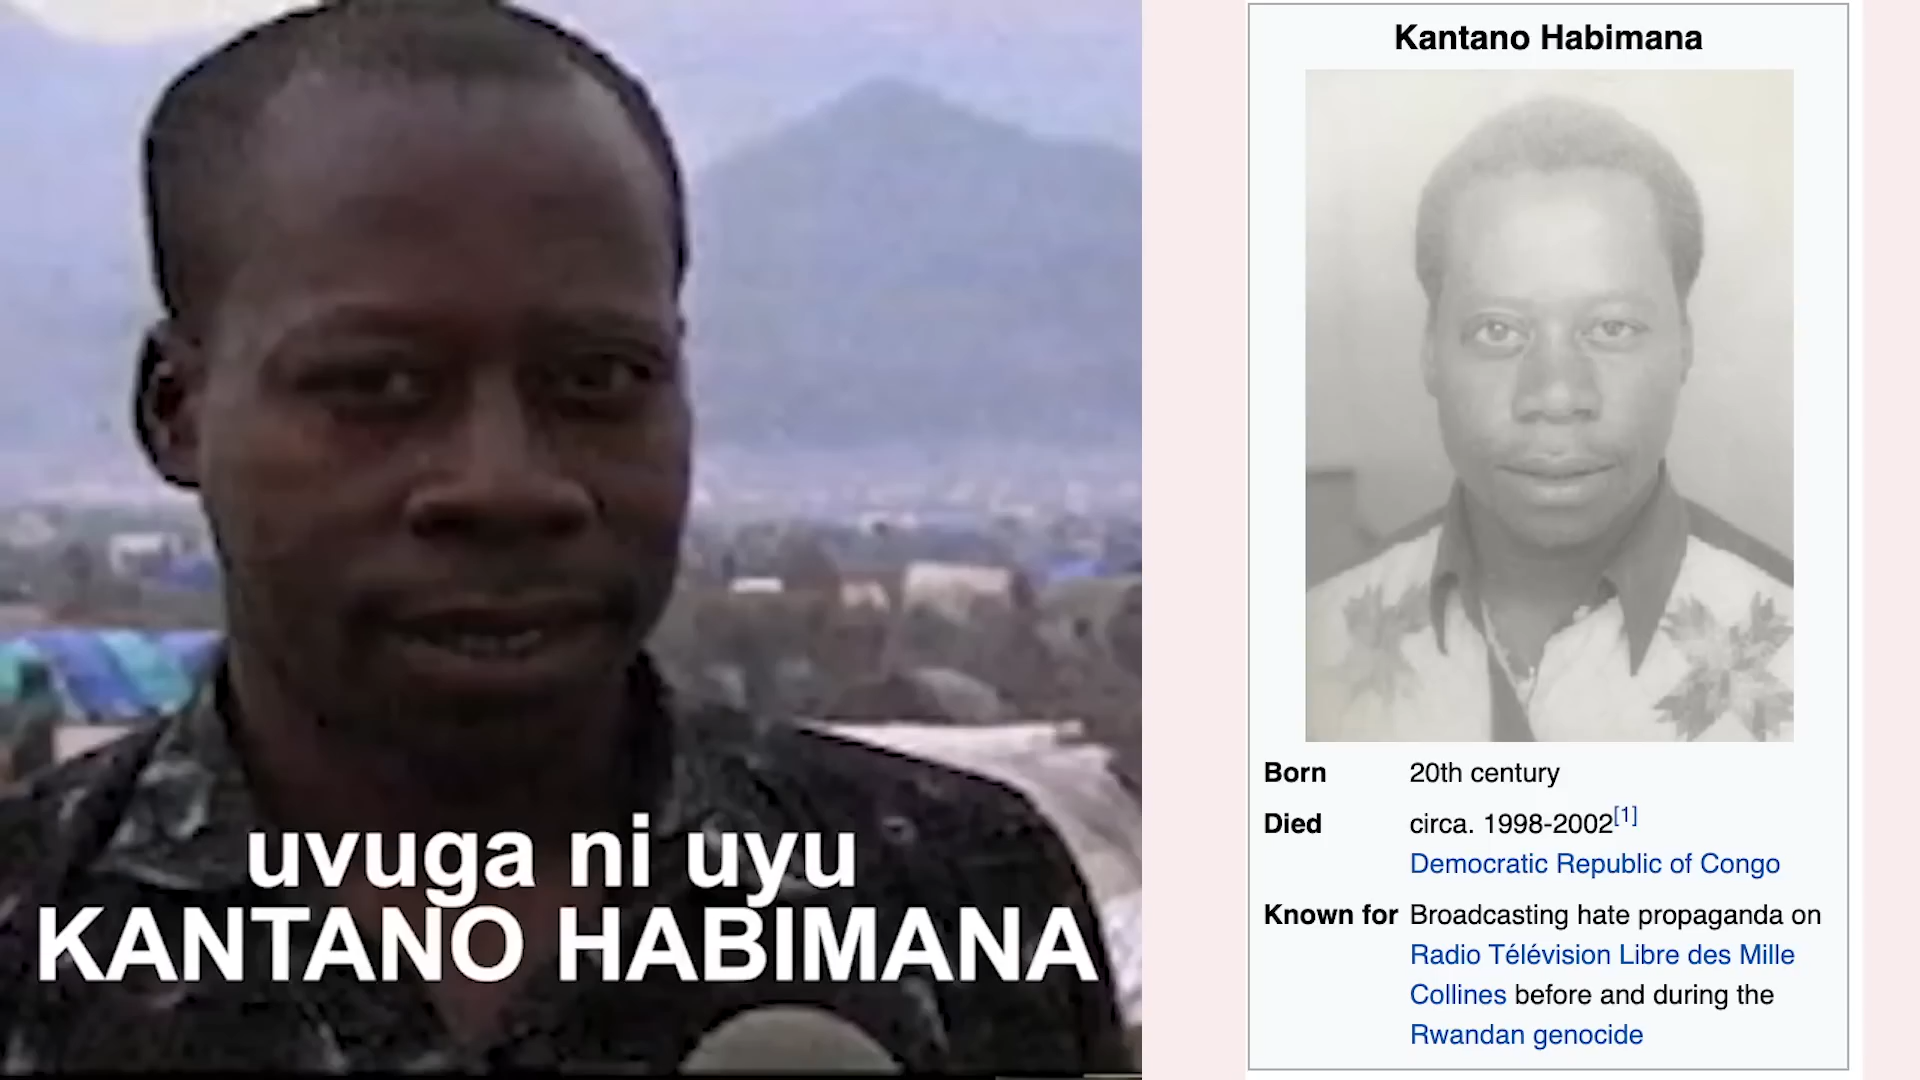 uvuga ni uyu
KANTANO HABIMANA
Kantano Habimana
Born 20th century
Died circa. 1998-2002[1]
Democratic Republic of Congo
Known for Broadcasting hate propaganda on
Radio Télévision Libre des Mille
Collines before and during the
Rwandan genocide